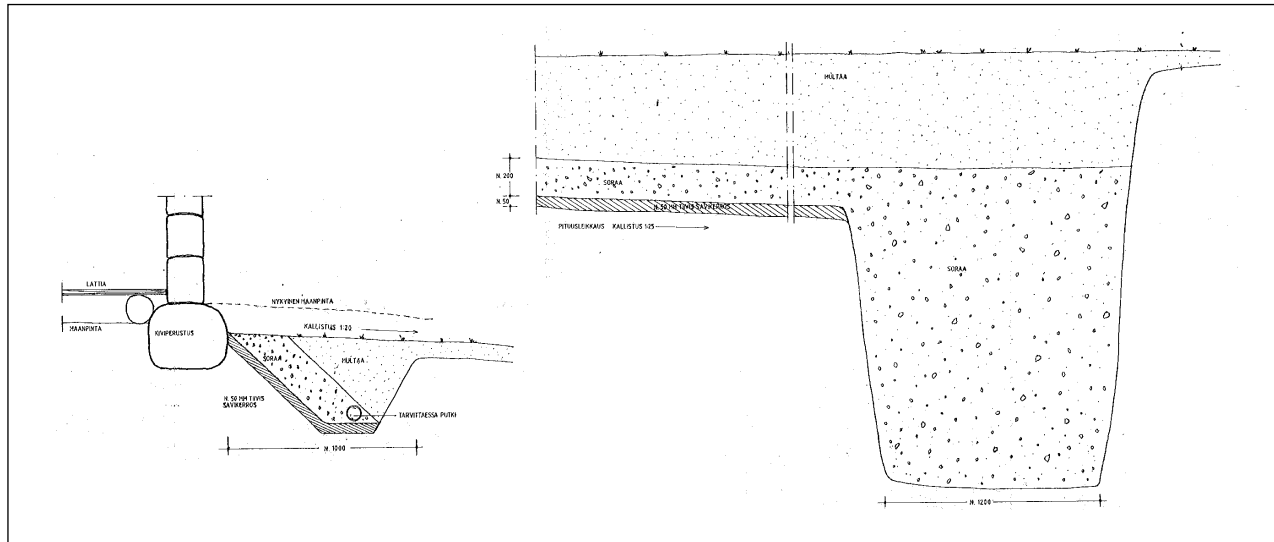 LATTIA
MAANPINTA
KIVIPERUSTUS
NYKYINEN MAANPINTA
KALLISTUS 1:20
SORAA
MULTAA
N. 50 MM TIIVIS
SAVIKERROS
TARVITTAESSA PUTKI
N. 1000
MULTAA
N. 200
SORAA
N. 50
N. 50 MM TIIVIS SAVIKERROS
PITUUSLEIKKAUS KALLISTUS 1:25
SORAA
N. 1200